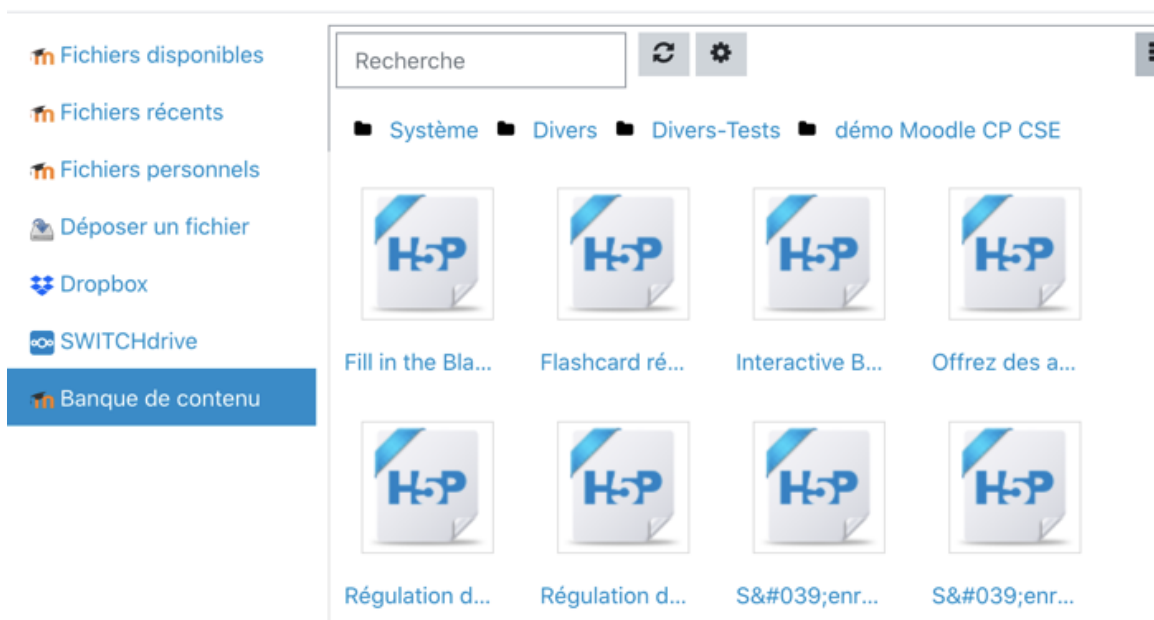 Fichiers disponibles
Fichiers récents
Fichiers personnels
Déposer un fichier
Dropbox
SWITCHdrive
Banque de contenu
Recherche
Système Divers Divers-Tests démo Moodle CP CSE
H5P H5P H5P H5P
Fill in the Bla... Flashcard ré... Interactive B... Offrez des a...
H5P H5P H5P H5P
Régulation d... Régulation d... S&#039;enr... S&#039;enr...